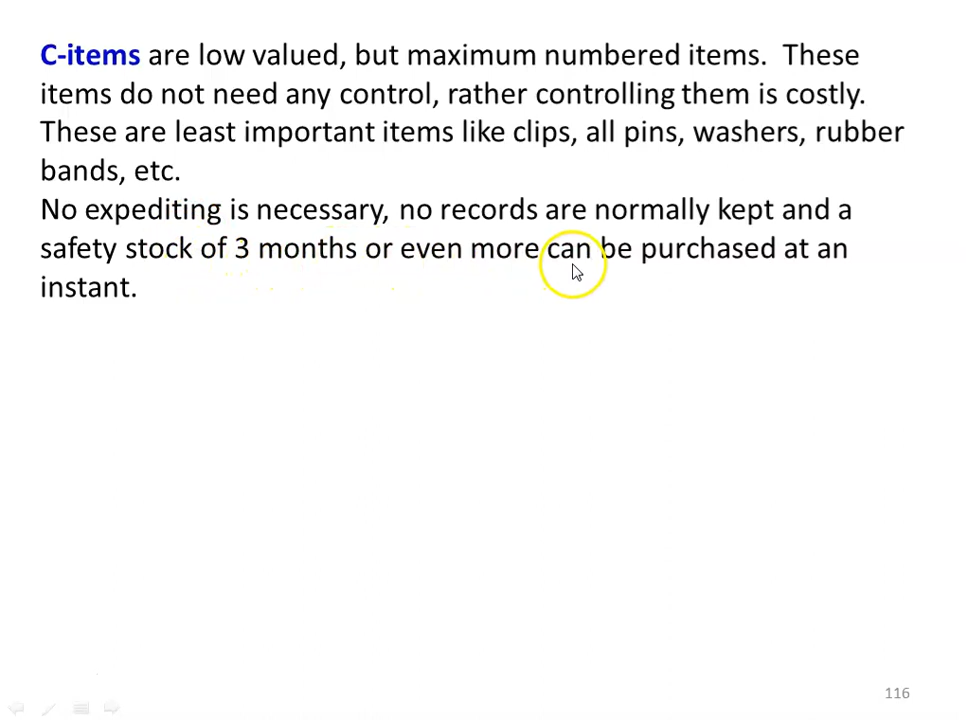 C-items are low valued, but maximum numbered items. These
items do not need any control, rather controlling them is costly.
These are least important items like clips, all pins, washers, rubber
bands, etc.
No expediting is necessary, no records are normally kept and a
safety stock of 3 months or even more can be purchased at an
instant.
116